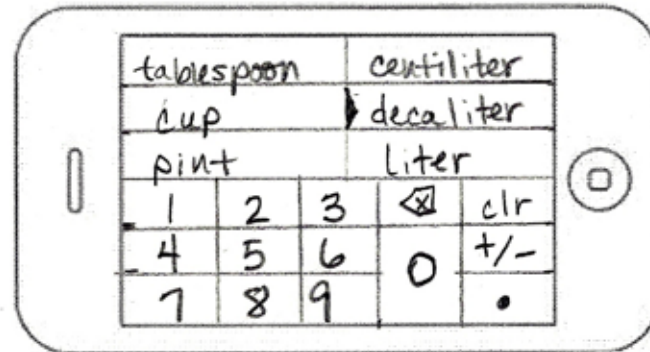 tablespoon centiliter
cup decaliter
pint liter
1 2 3 clr
4 5 6 0 +/-
7 8 9 .